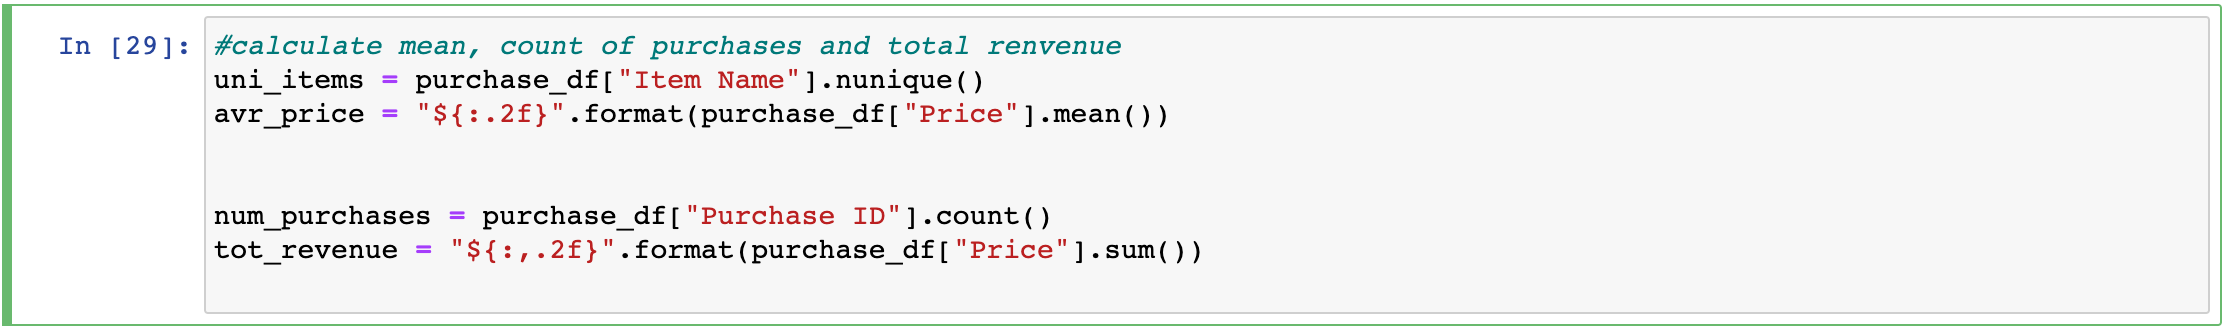 In [29]: #calculate mean, count of purchases and total renvenue
uni_items = purchase_df["Item Name"].nunique()
avr_price = "${:.2f}".format(purchase_df["Price"].mean())
num_purchases = purchase_df["Purchase ID"].count()
tot_revenue = "${:,.2f}".format(purchase_df["Price"].sum())